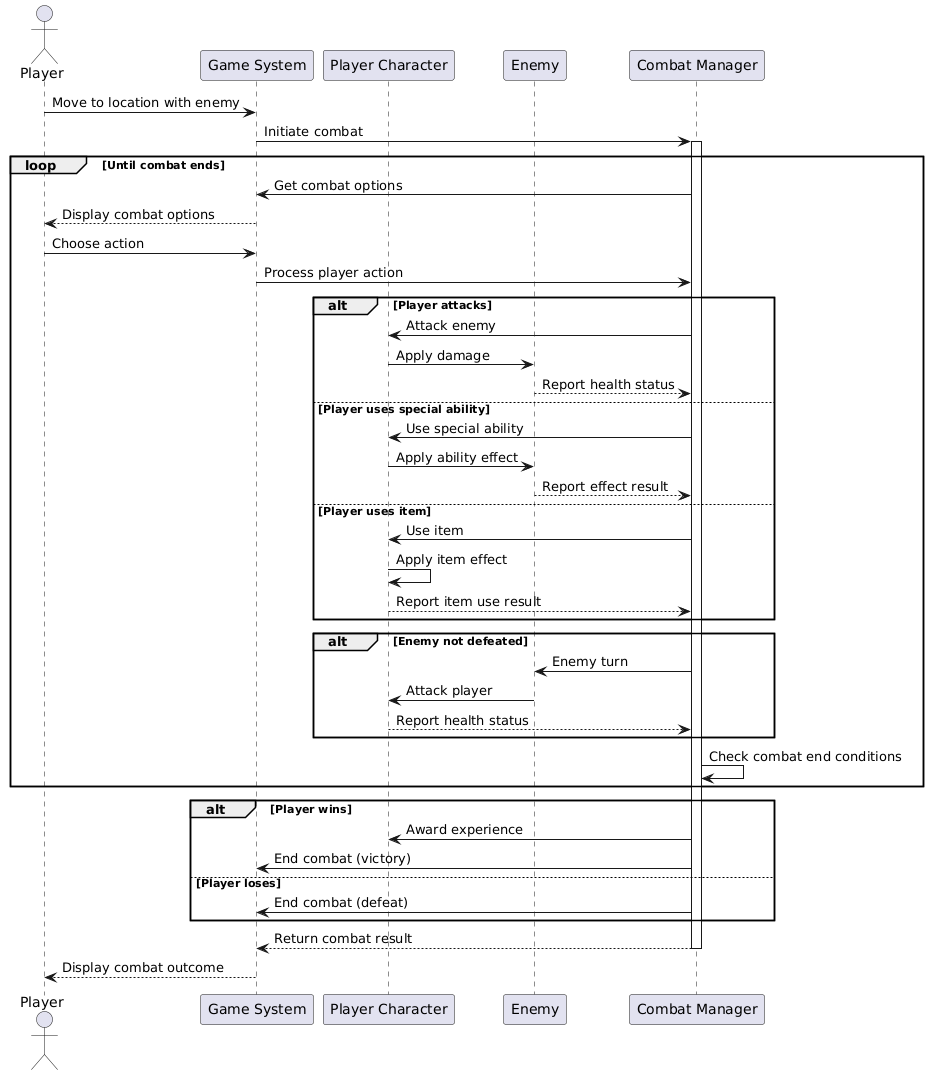 Player
Game System
Player Character
Enemy
Combat Manager
Move to location with enemy
Initiate combat
loop
[Until combat ends]
Get combat options
Display combat options
Choose action
Process player action
alt
[Player attacks]
Attack enemy
Apply damage
Report health status
[Player uses special ability]
Use special ability
Apply ability effect
Report effect result
[Player uses item]
Use item
Apply item effect
Report item use result
alt
[Enemy not defeated]
Enemy turn
Attack player
Report health status
Check combat end conditions
alt
[Player wins]
Award experience
End combat (victory)
[Player loses]
End combat (defeat)
Return combat result
Display combat outcome
Player
Game System
Player Character
Enemy
Combat Manager